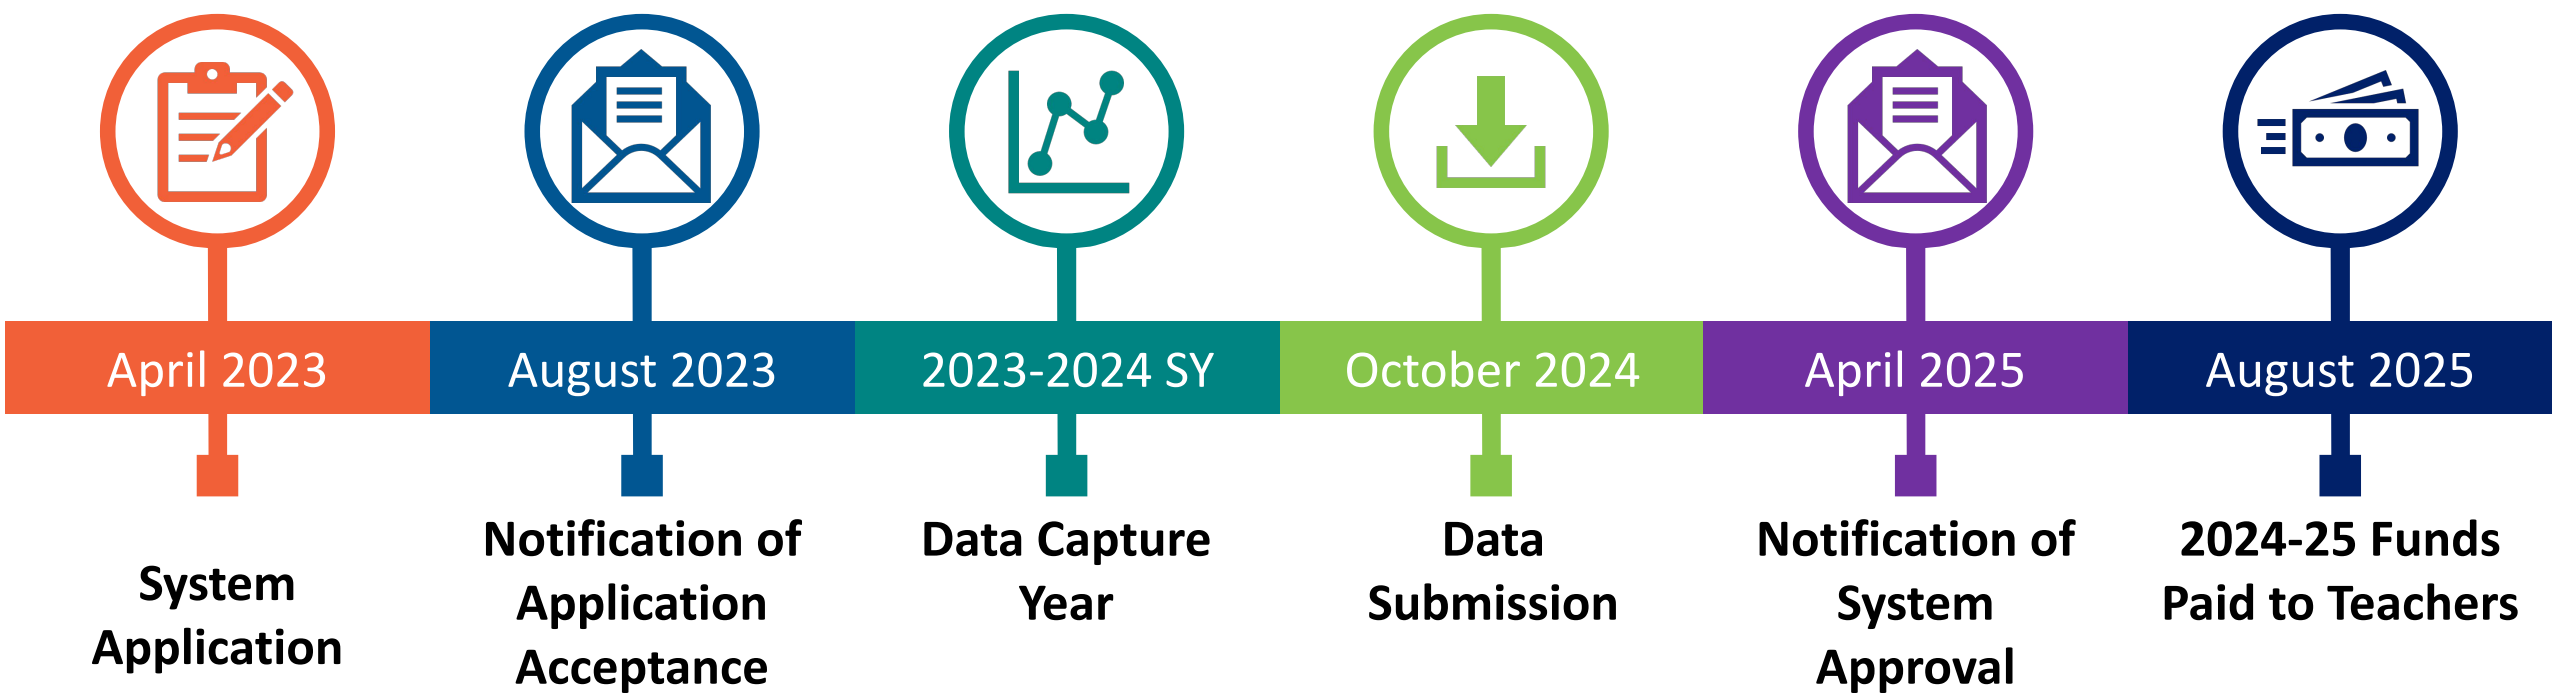 April 2023
August 2023
2023-2024 SY
October 2024
April 2025
August 2025
System
Application
Notification of
Application
Acceptance
Data Capture
Year
Data
Submission
Notification of
System
Approval
2024-25 Funds
Paid to Teachers